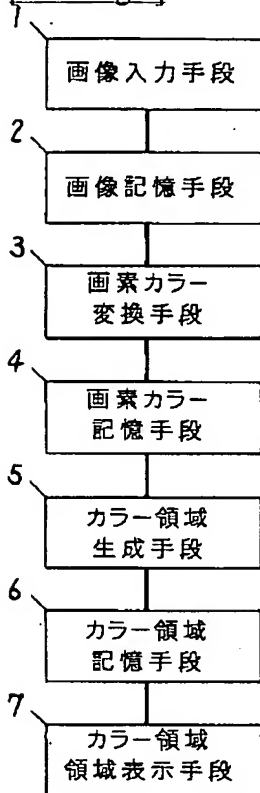 1
画像入力手段
2
画像記憶手段
3
画素カラー
変換手段
4
画素カラー
記憶手段
5
カラー領域
生成手段
6
カラー領域
記憶手段
7
カラー領域
領域表示手段